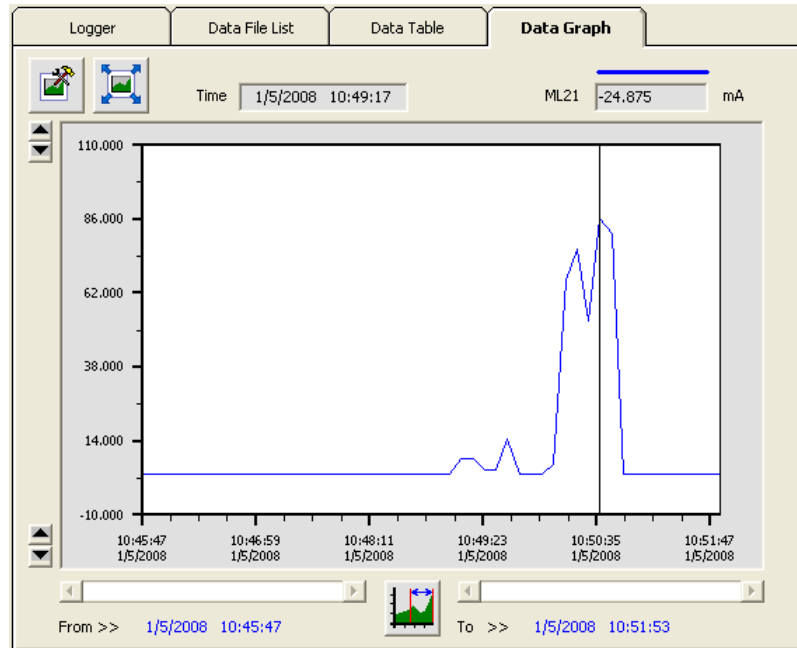 Logger Data File List Data Table Data Graph
Time 1/5/2008 10:49:17 ML21 -24.875 mA
110.000
86.000
62.000
38.000
14.000
-10.000
10:45:47 10:46:59 10:48:11 10:49:23 10:50:35 10:51:47
1/5/2008 1/5/2008 1/5/2008 1/5/2008 1/5/2008 1/5/2008
From >> 1/5/2008 10:45:47 To >> 1/5/2008 10:51:53